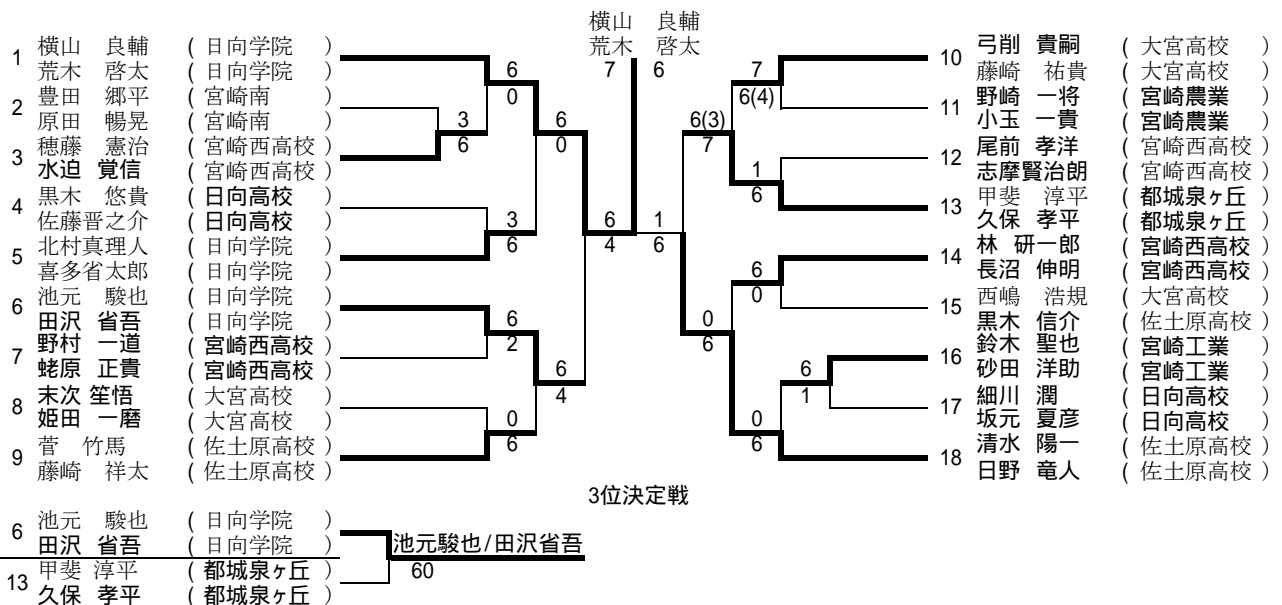 横山 良輔
荒木 啓太
7 6
1 横山 良輔 ( 日向学院 )
荒木 啓太 ( 日向学院 )
2 豊田 郷平 ( 宮崎南 )
原田 暢晃 ( 宮崎南 )
3 穂藤 憲治 ( 宮崎西高校 )
水迫 覚信 ( 宮崎西高校 )
4 黒木 悠貴 ( 日向高校 )
佐藤晋之介 ( 日向高校 )
5 北村真理人 ( 日向学院 )
喜多省太郎 ( 日向学院 )
6 池元 駿也 ( 日向学院 )
田沢 省吾 ( 日向学院 )
7 野村 一道 ( 宮崎西高校 )
蛯原 正貴 ( 宮崎西高校 )
8 末次 笙悟 ( 大宮高校 )
姫田 一磨 ( 大宮高校 )
9 菅 竹馬 ( 佐土原高校 )
藤崎 祥太 ( 佐土原高校 )
6
0
3
6
6
0
3
6
6
2
6
4
0
6
6
4
1
6
7
6(4)
6(3)
7
1
6
6
0
0
6
6
1
0
6
10 弓削 貴嗣 ( 大宮高校 )
藤崎 祐貴 ( 大宮高校 )
11 野崎 一将 ( 宮崎農業 )
小玉 一貴 ( 宮崎農業 )
12 尾前 孝洋 ( 宮崎西高校 )
志摩賢治朗 ( 宮崎西高校 )
13 甲斐 淳平 ( 都城泉ヶ丘 )
久保 孝平 ( 都城泉ヶ丘 )
14 林 研一郎 ( 宮崎西高校 )
長沼 伸明 ( 宮崎西高校 )
15 西嶋 浩規 ( 大宮高校 )
黒木 信介 ( 佐土原高校 )
16 鈴木 聖也 ( 宮崎工業 )
砂田 洋助 ( 宮崎工業 )
17 細川 潤 ( 日向高校 )
坂元 夏彦 ( 日向高校 )
18 清水 陽一 ( 佐土原高校 )
日野 竜人 ( 佐土原高校 )
3位決定戦
6 池元 駿也 ( 日向学院 )
田沢 省吾 ( 日向学院 )
13 甲斐 淳平 ( 都城泉ヶ丘 )
久保 孝平 ( 都城泉ヶ丘 )
池元駿也/田沢省吾
60